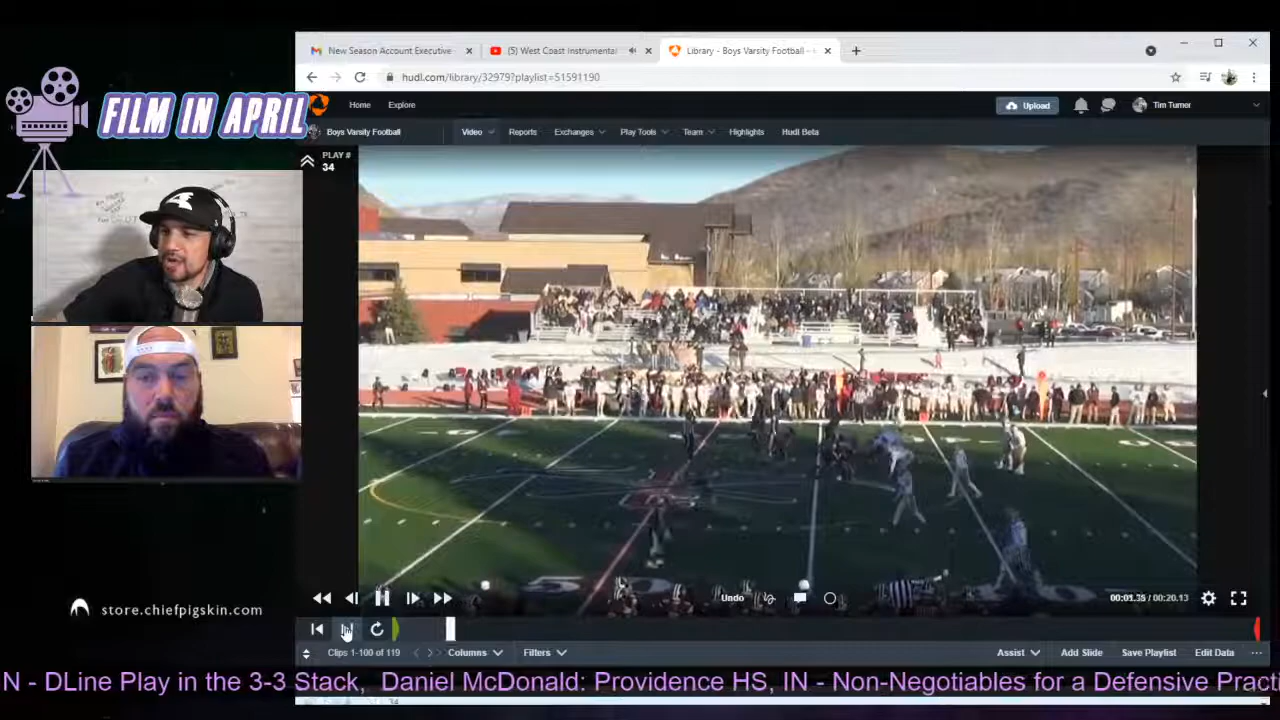 New Season Account Executive
(5) West Coast Instrumental
Library - Boys Varsity Football -
hudl.com/library/32979?playlist=51591190
FILM IN APRIL
Home
Explore
Upload
Tim Turner
Boys Varsity Football
Video
Reports
Exchanges
Play Tools
Team
Highlights
Hudl Beta
PLAY #
34
Undo
00:01.35 / 00:20.13
store.chiefpigskin.com
Clips 1-100 of 119
Columns
Filters
Assist
Add Slide
Save Playlist
Edit Data
N - DLine Play in the 3-3 Stack, Daniel McDonald: Providence HS, IN - Non-Negotiables for a Defensive Practi